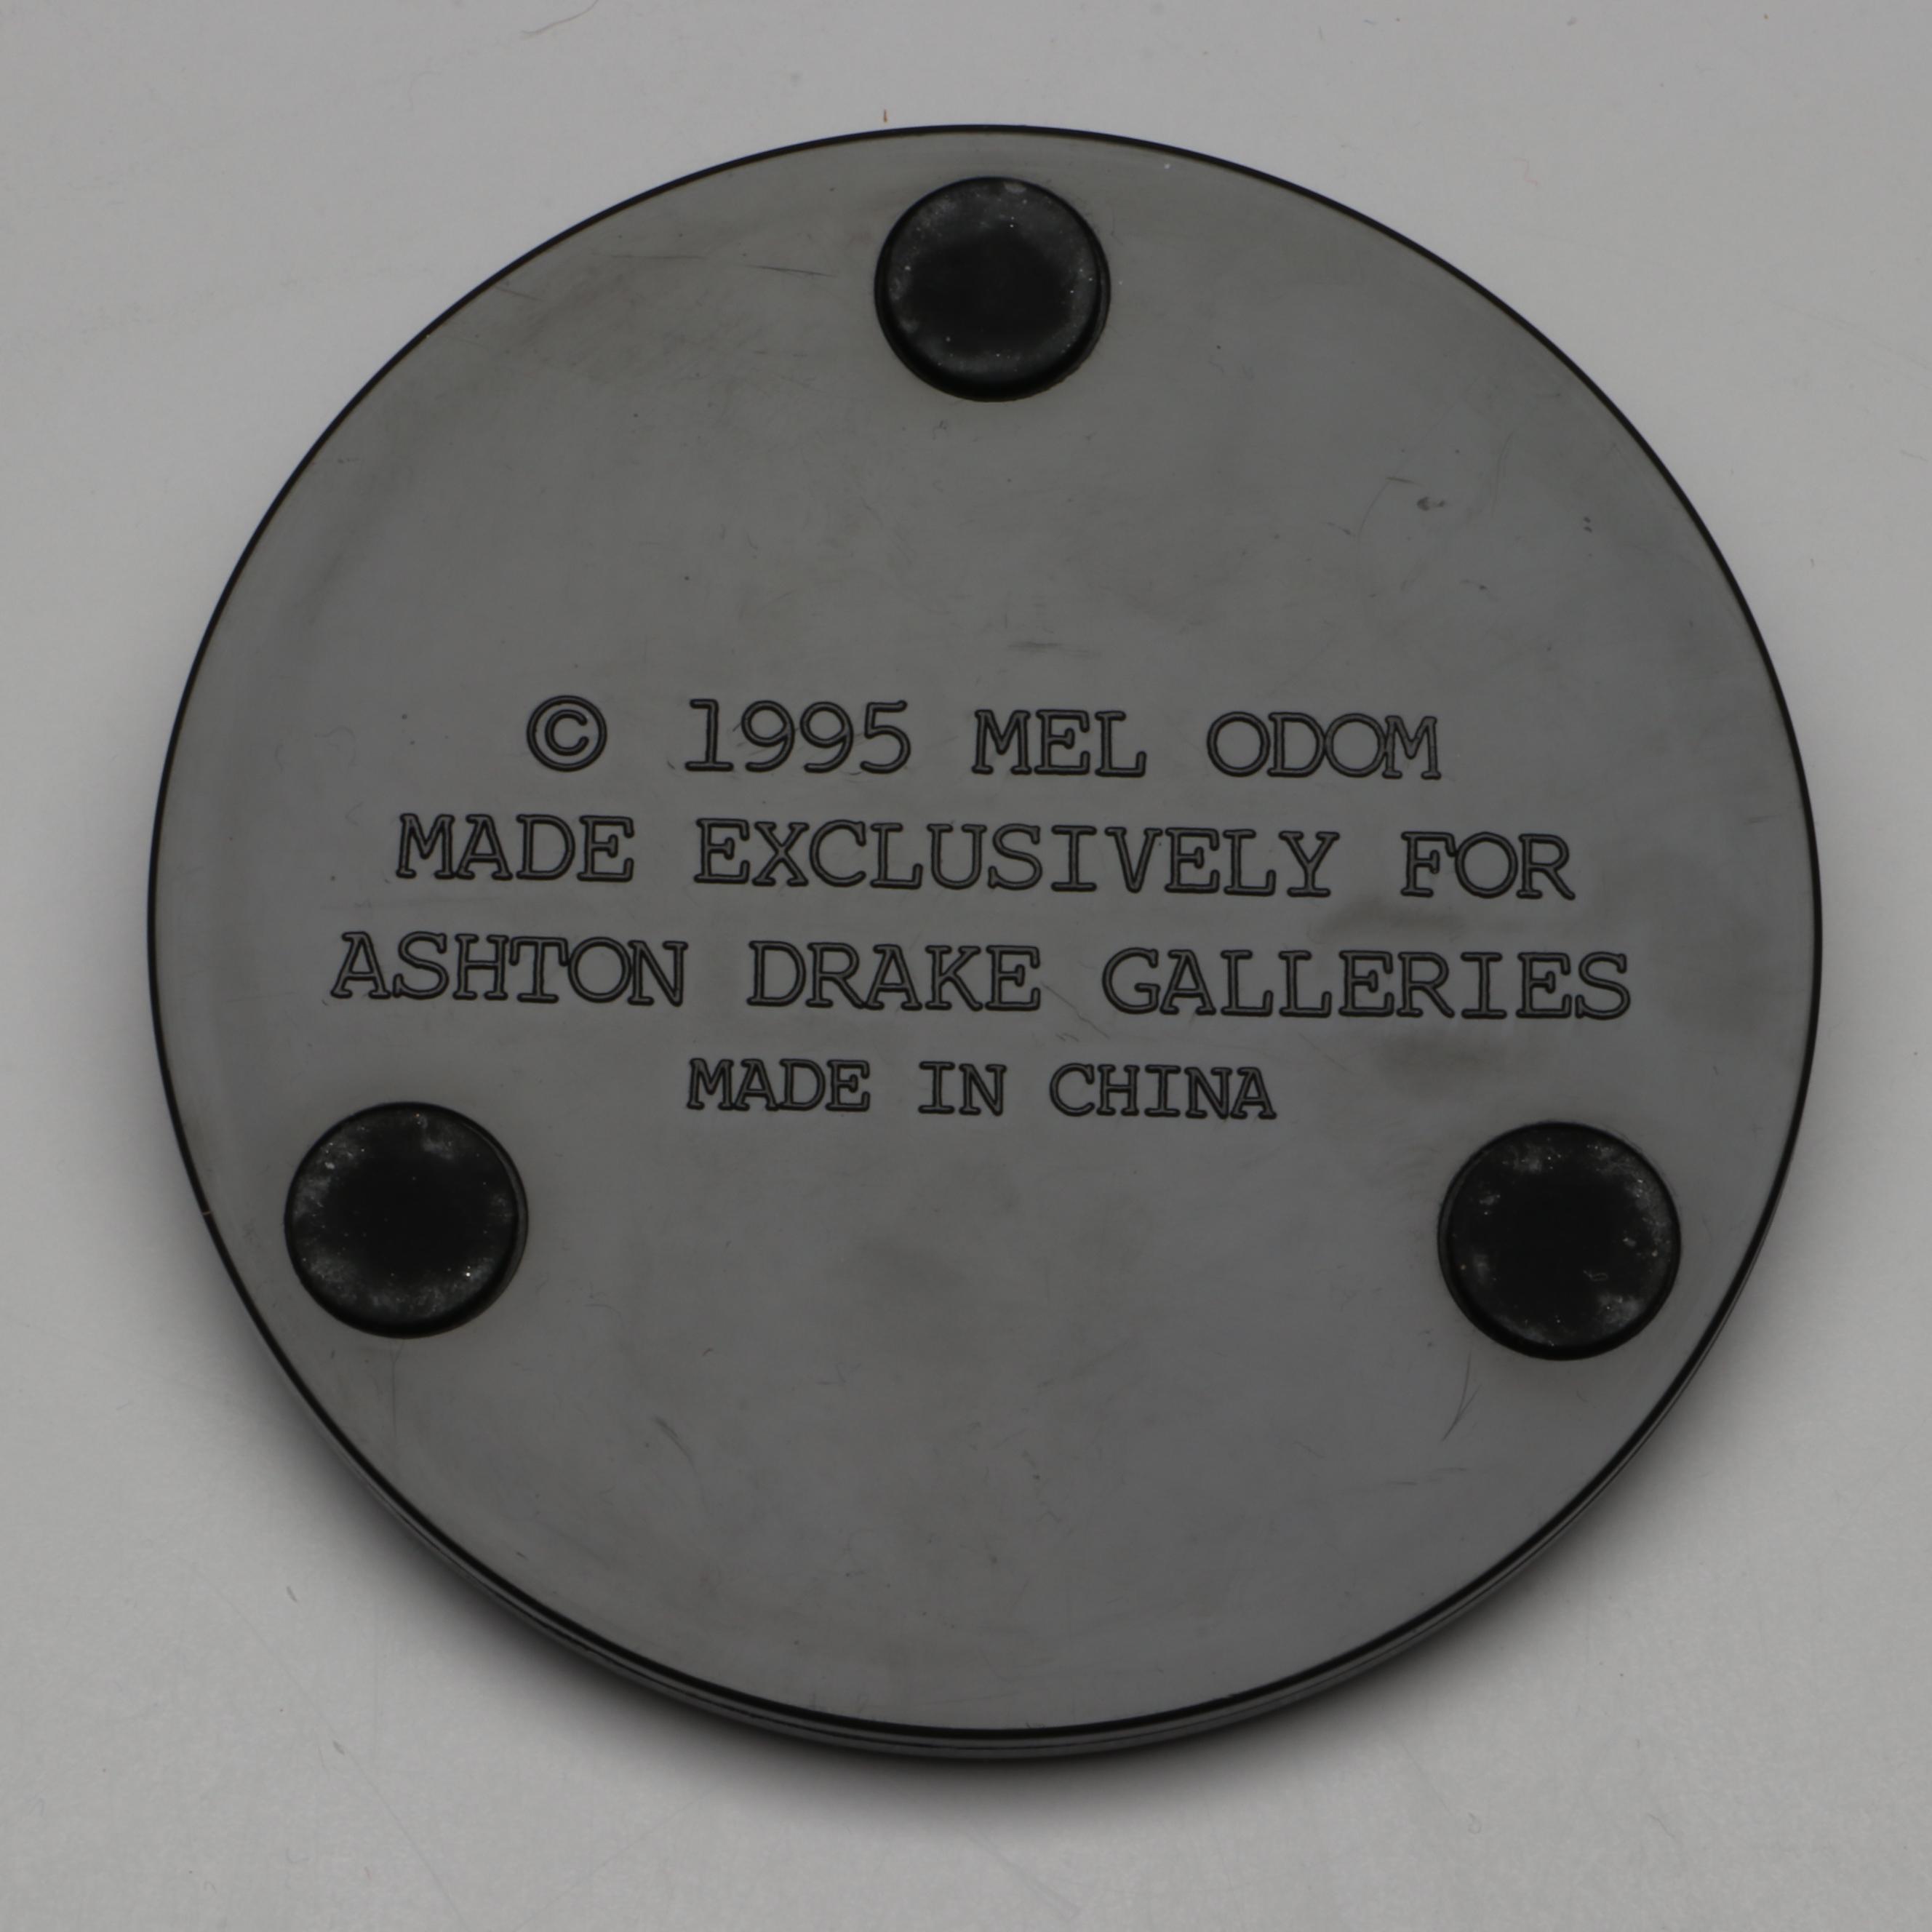 © 1995 MEL ODOM
MADE EXCLUSIVELY FOR
ASHTON DRAKE GALLERIES
MADE IN CHINA